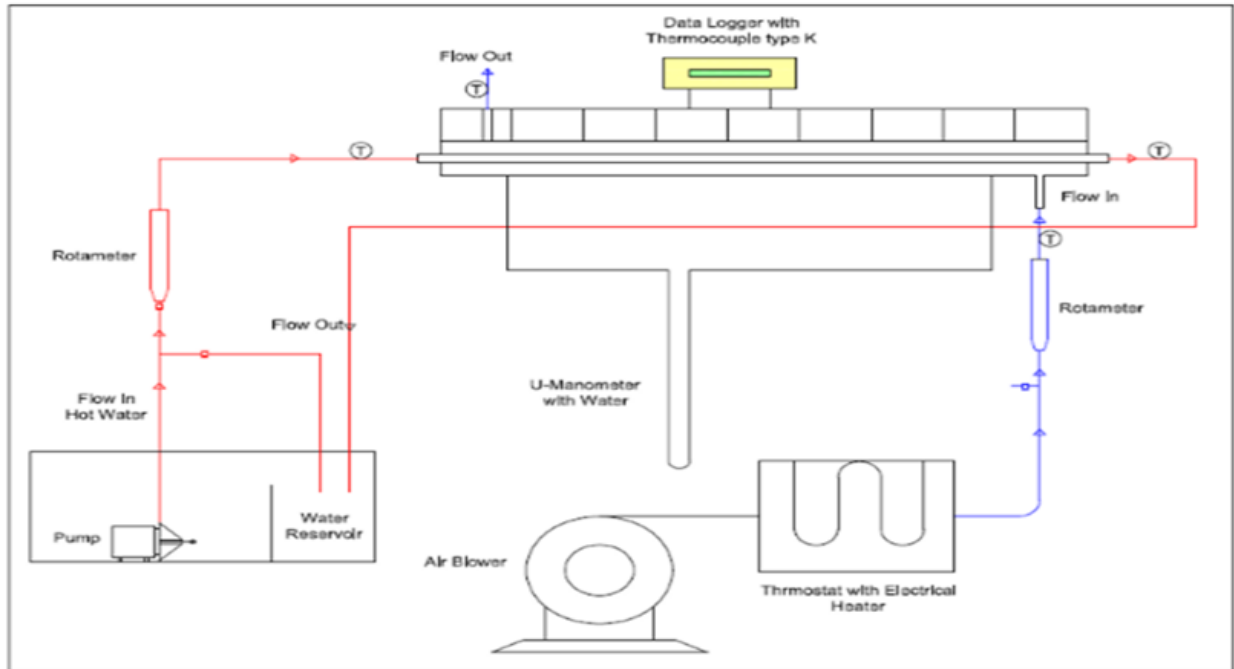 Data Logger with
Thermocouple type K
Flow Out
T
T
T
Flow In
T
Rotameter
Rotameter
Flow Out
U-Manometer
with Water
Flow In
Hot Water
Water
Reservoir
Pump
Air Blower
Thrmostat with Electrical
Heater